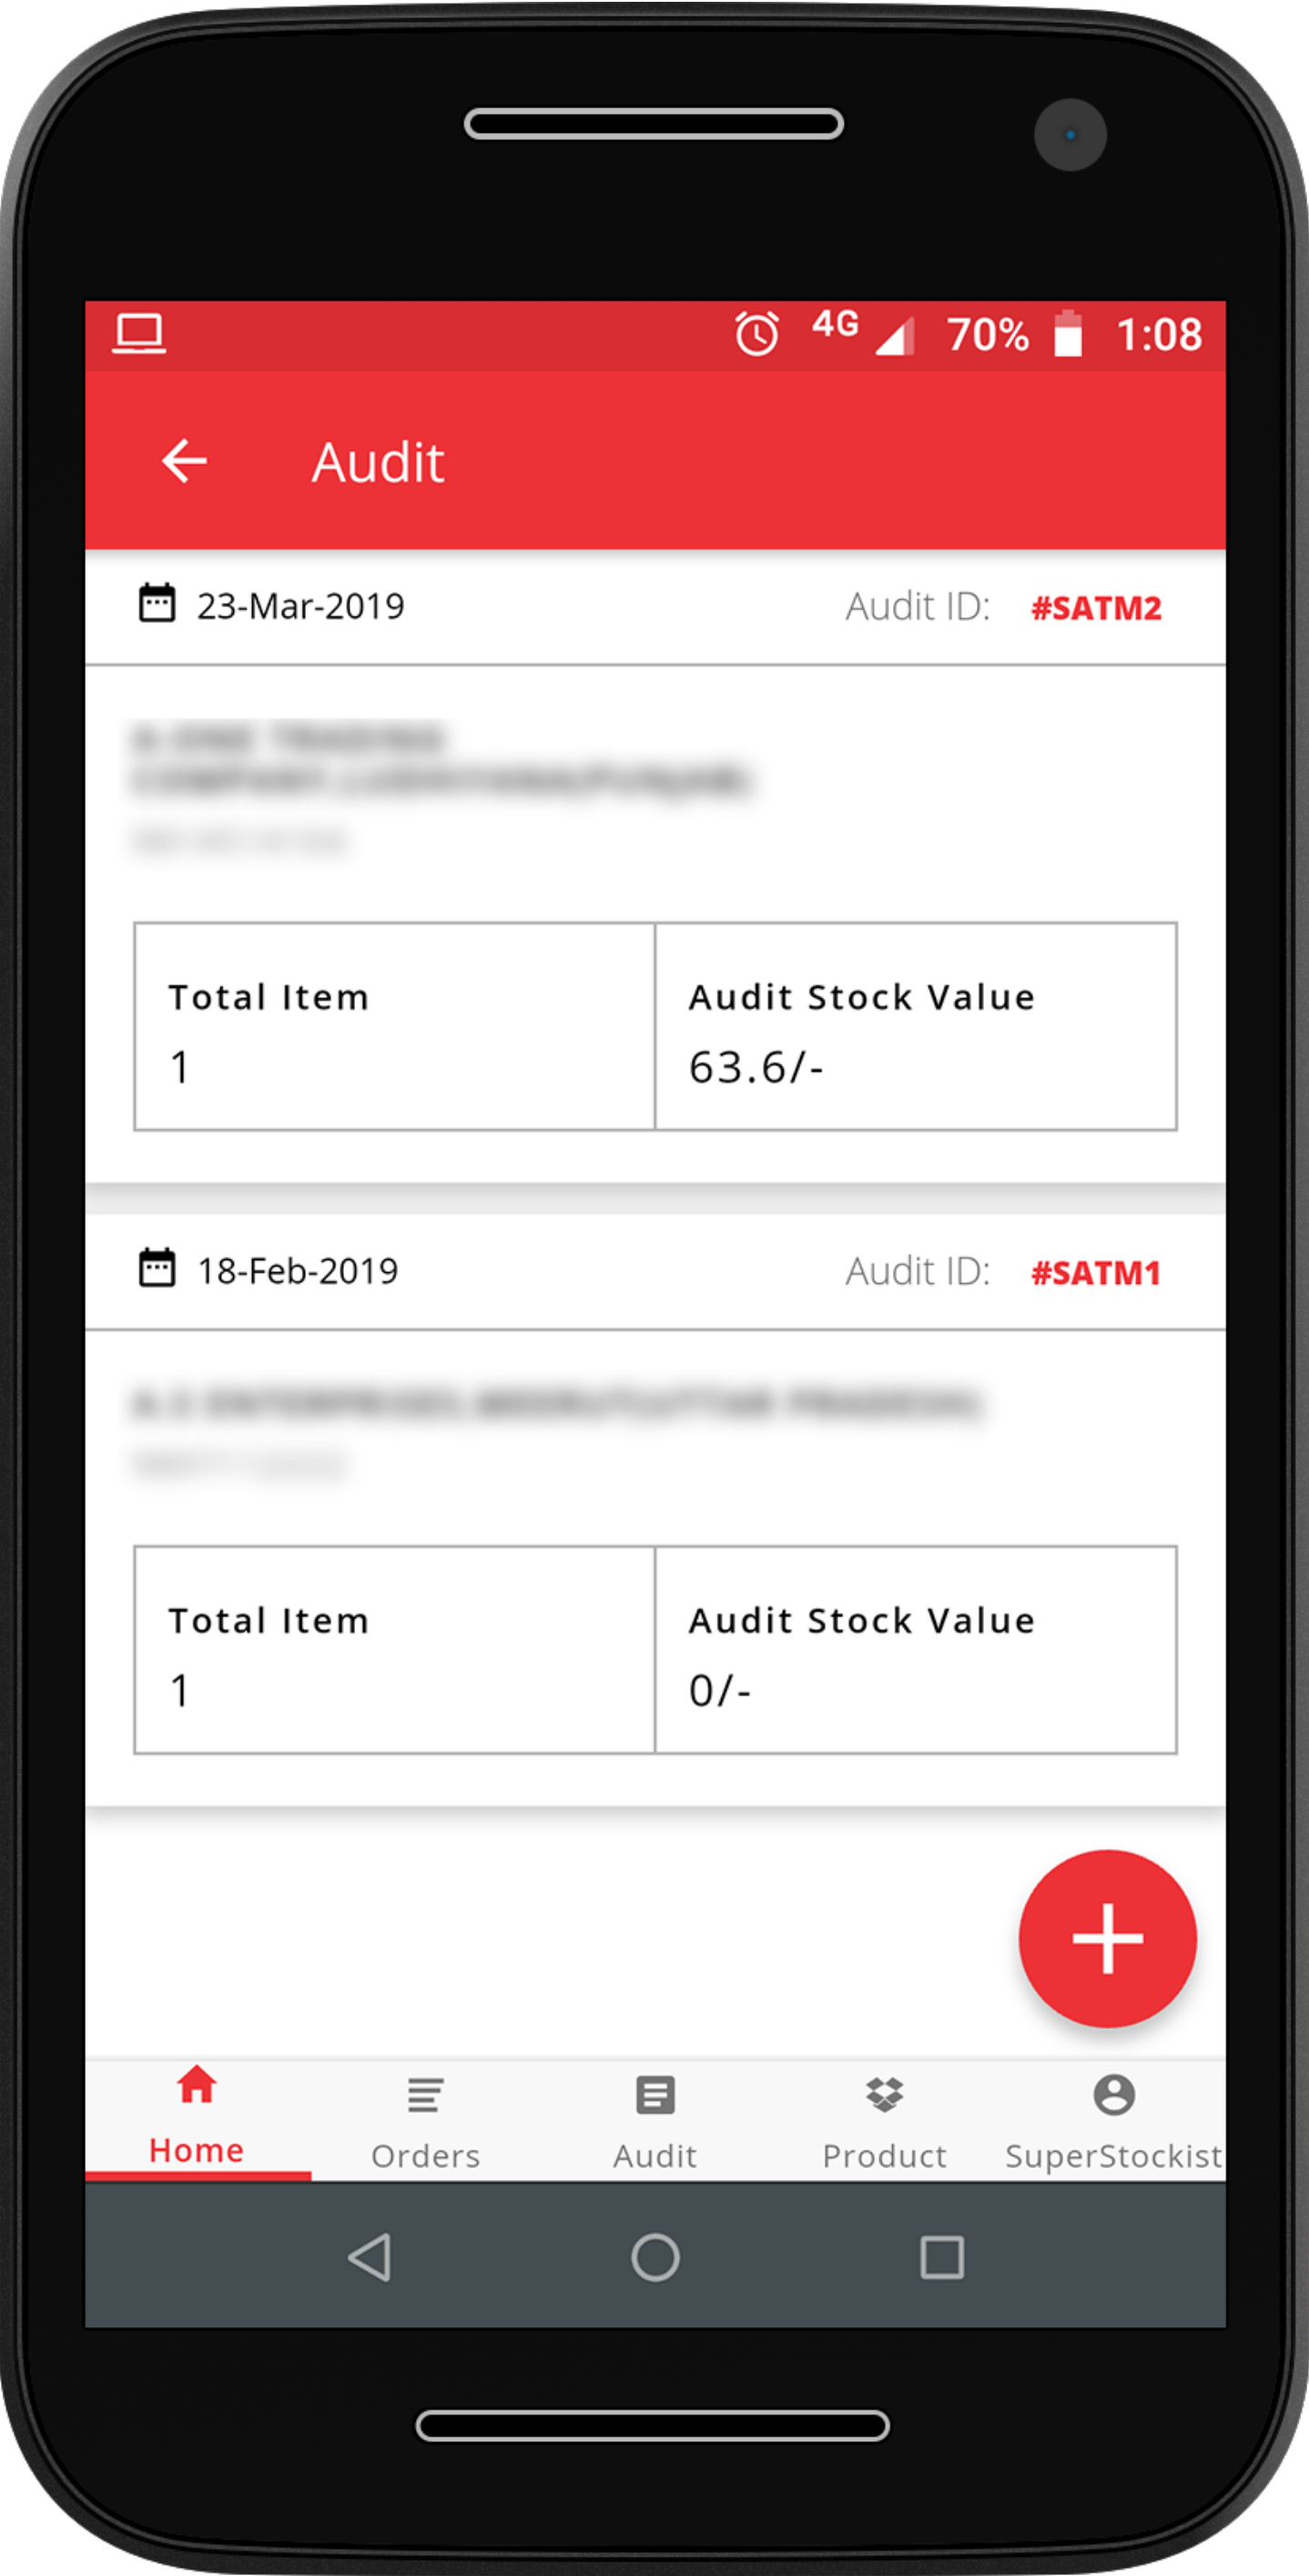 4G 70% 1:08
Audit
23-Mar-2019 Audit ID: #SATM2
Total Item Audit Stock Value
1 63.6/-
18-Feb-2019 Audit ID: #SATM1
Total Item Audit Stock Value
1 0/-
Home Orders Audit Product SuperStockist